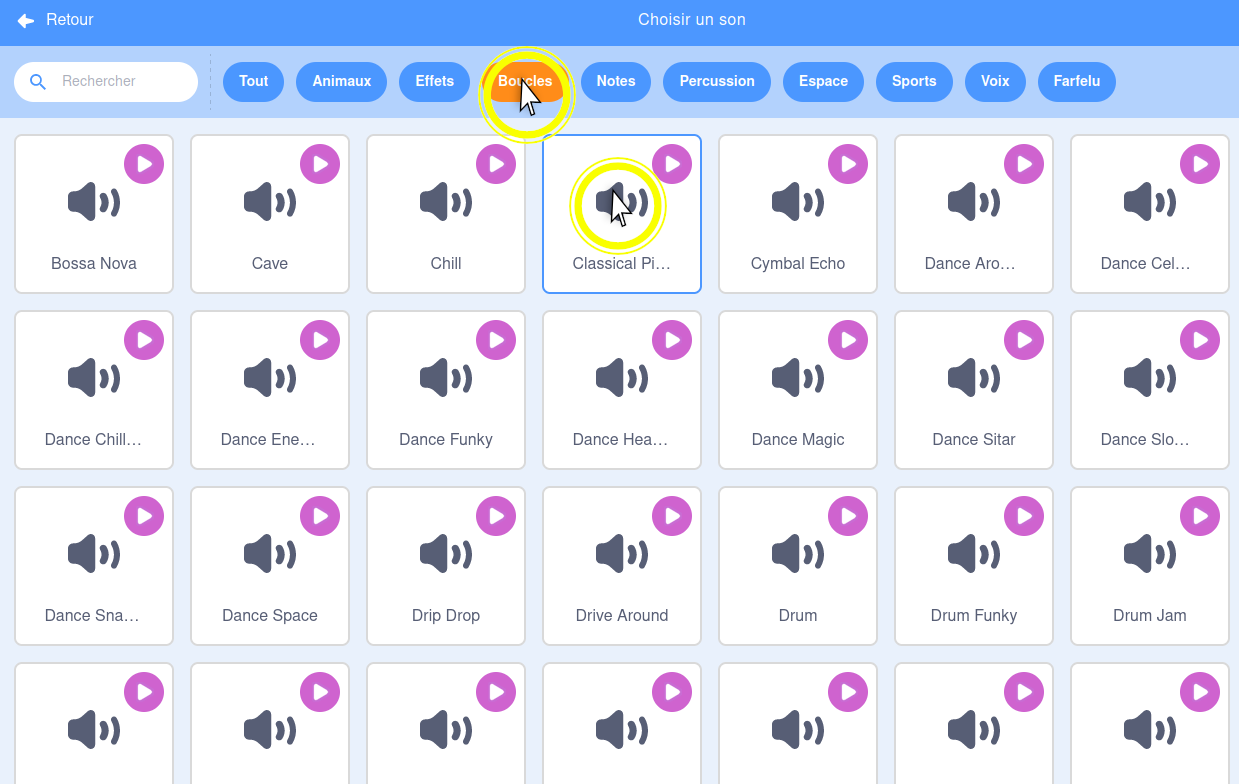 Retour
Choisir un son
Rechercher
Tout
Animaux
Effets
Boucles
Notes
Percussion
Espace
Sports
Voix
Farfelu
Bossa Nova
Cave
Chill
Classical Pi…
Cymbal Echo
Dance Aro…
Dance Cel…
Dance Chill…
Dance Ene…
Dance Funky
Dance Hea…
Dance Magic
Dance Sitar
Dance Slo…
Dance Sna…
Dance Space
Drip Drop
Drive Around
Drum
Drum Funky
Drum Jam